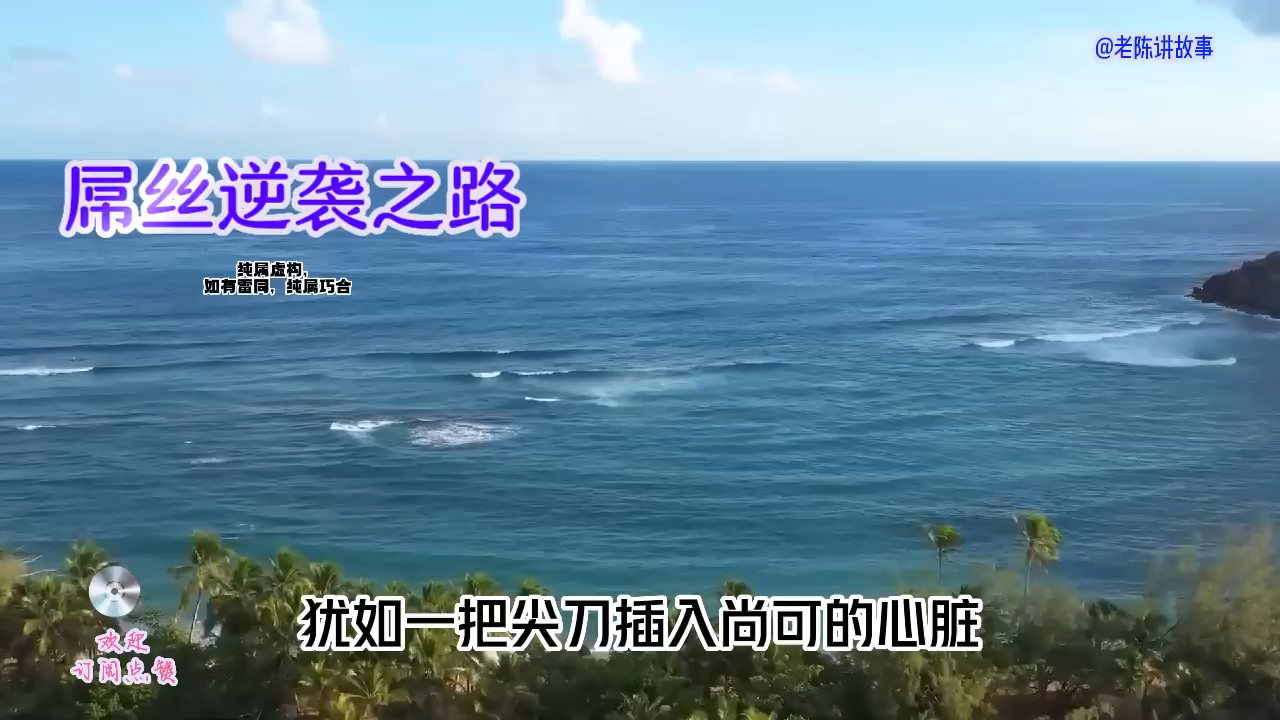 @老陈讲故事
屌丝逆袭之路
纯属虚构，
如有雷同，纯属巧合
犹如一把尖刀插入尚可的心脏
欢迎
订阅点赞